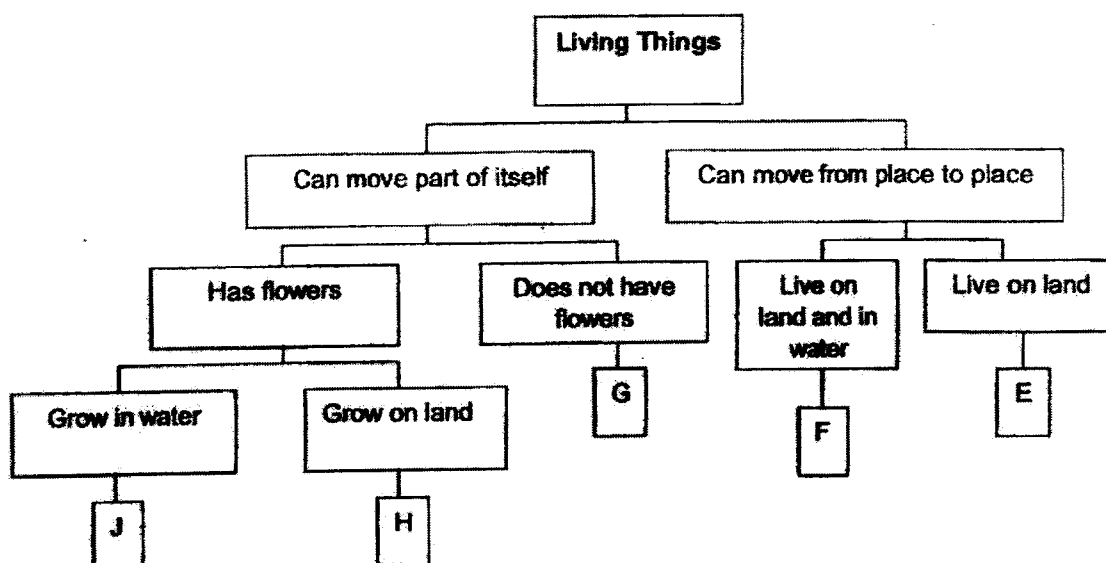 Living Things
Can move part of itself
Can move from place to place
Has flowers
Does not have
flowers
Live on
land and in
water
Live on land
Grow in water
Grow on land
G
F
E
J
H